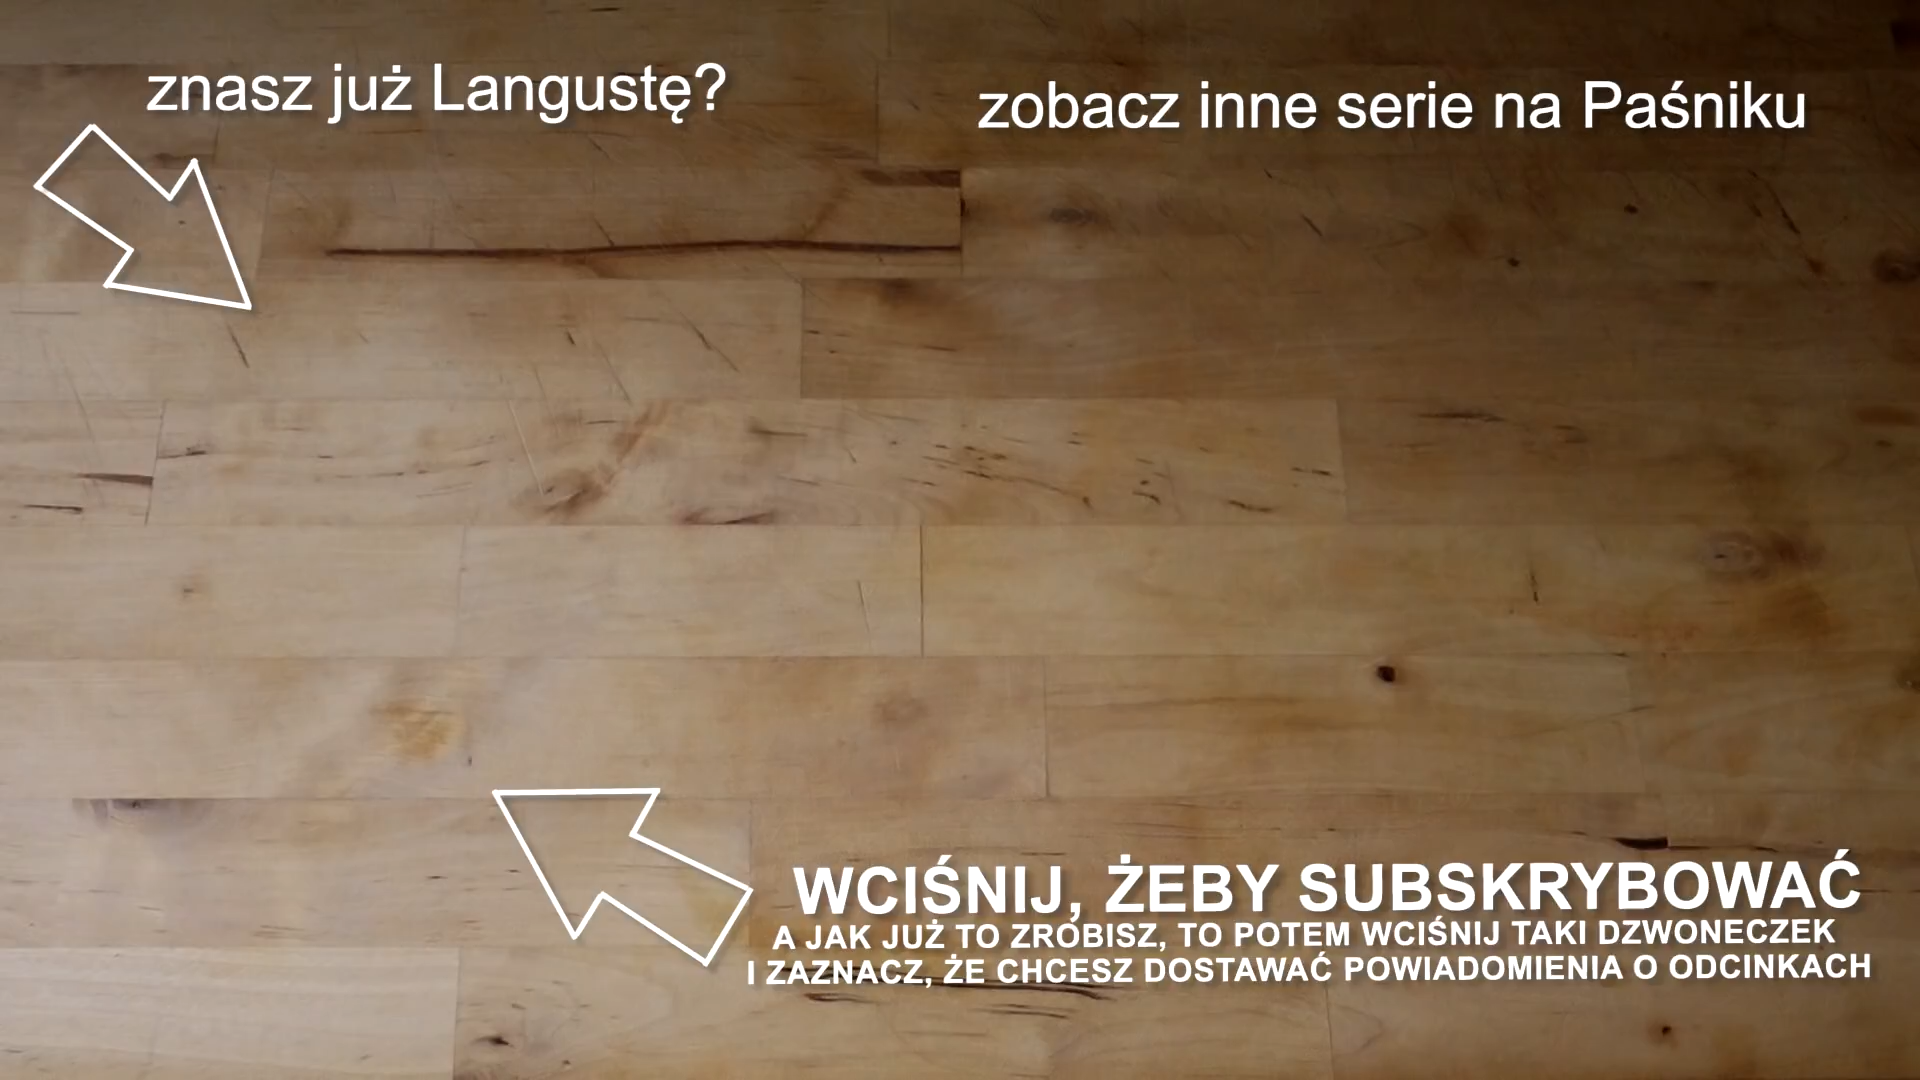 znasz już Langustę?
zobacz inne serie na Paśniku
WCIŚNIJ, ŻEBY SUBSKRYBOWAĆ
A JAK JUŻ TO ZROBISZ, TO POTEM WCIŚNIJ TAKI DZWONECZEK
I ZAZNACZ, ŻE CHCESZ DOSTAWAĆ POWIADOMIENIA O ODCINKACH